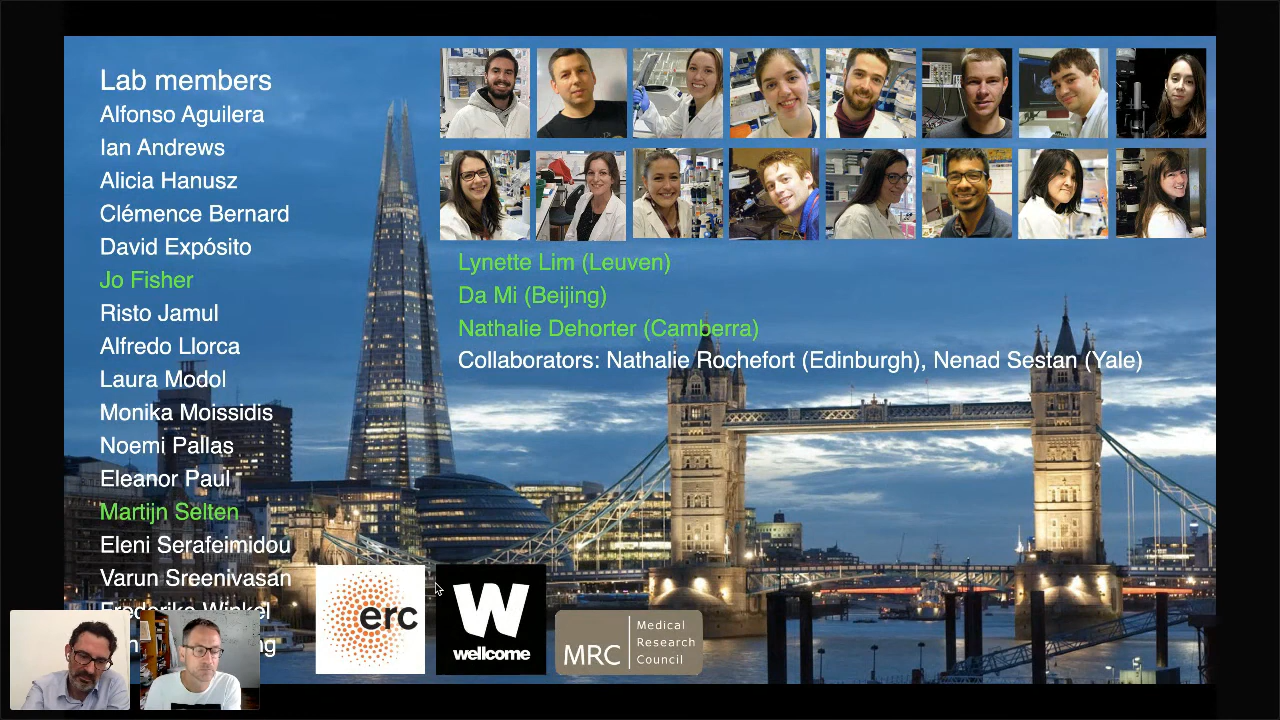 Lab members
Alfonso Aguilera
Ian Andrews
Alicia Hanusz
Clémence Bernard
David Expósito
Jo Fisher
Risto Jamul
Alfredo Llorca
Laura Modol
Monika Moissidis
Noemi Pallas
Eleanor Paul
Martijn Selten
Eleni Serafeimidou
Varun Sreenivasan
Frederike Winkel
Lynette Lim (Leuven)
Da Mi (Beijing)
Nathalie Dehorter (Camberra)
Collaborators: Nathalie Rochefort (Edinburgh), Nenad Sestan (Yale)
erc
W
wellcome
MRC
Medical
Research
Council